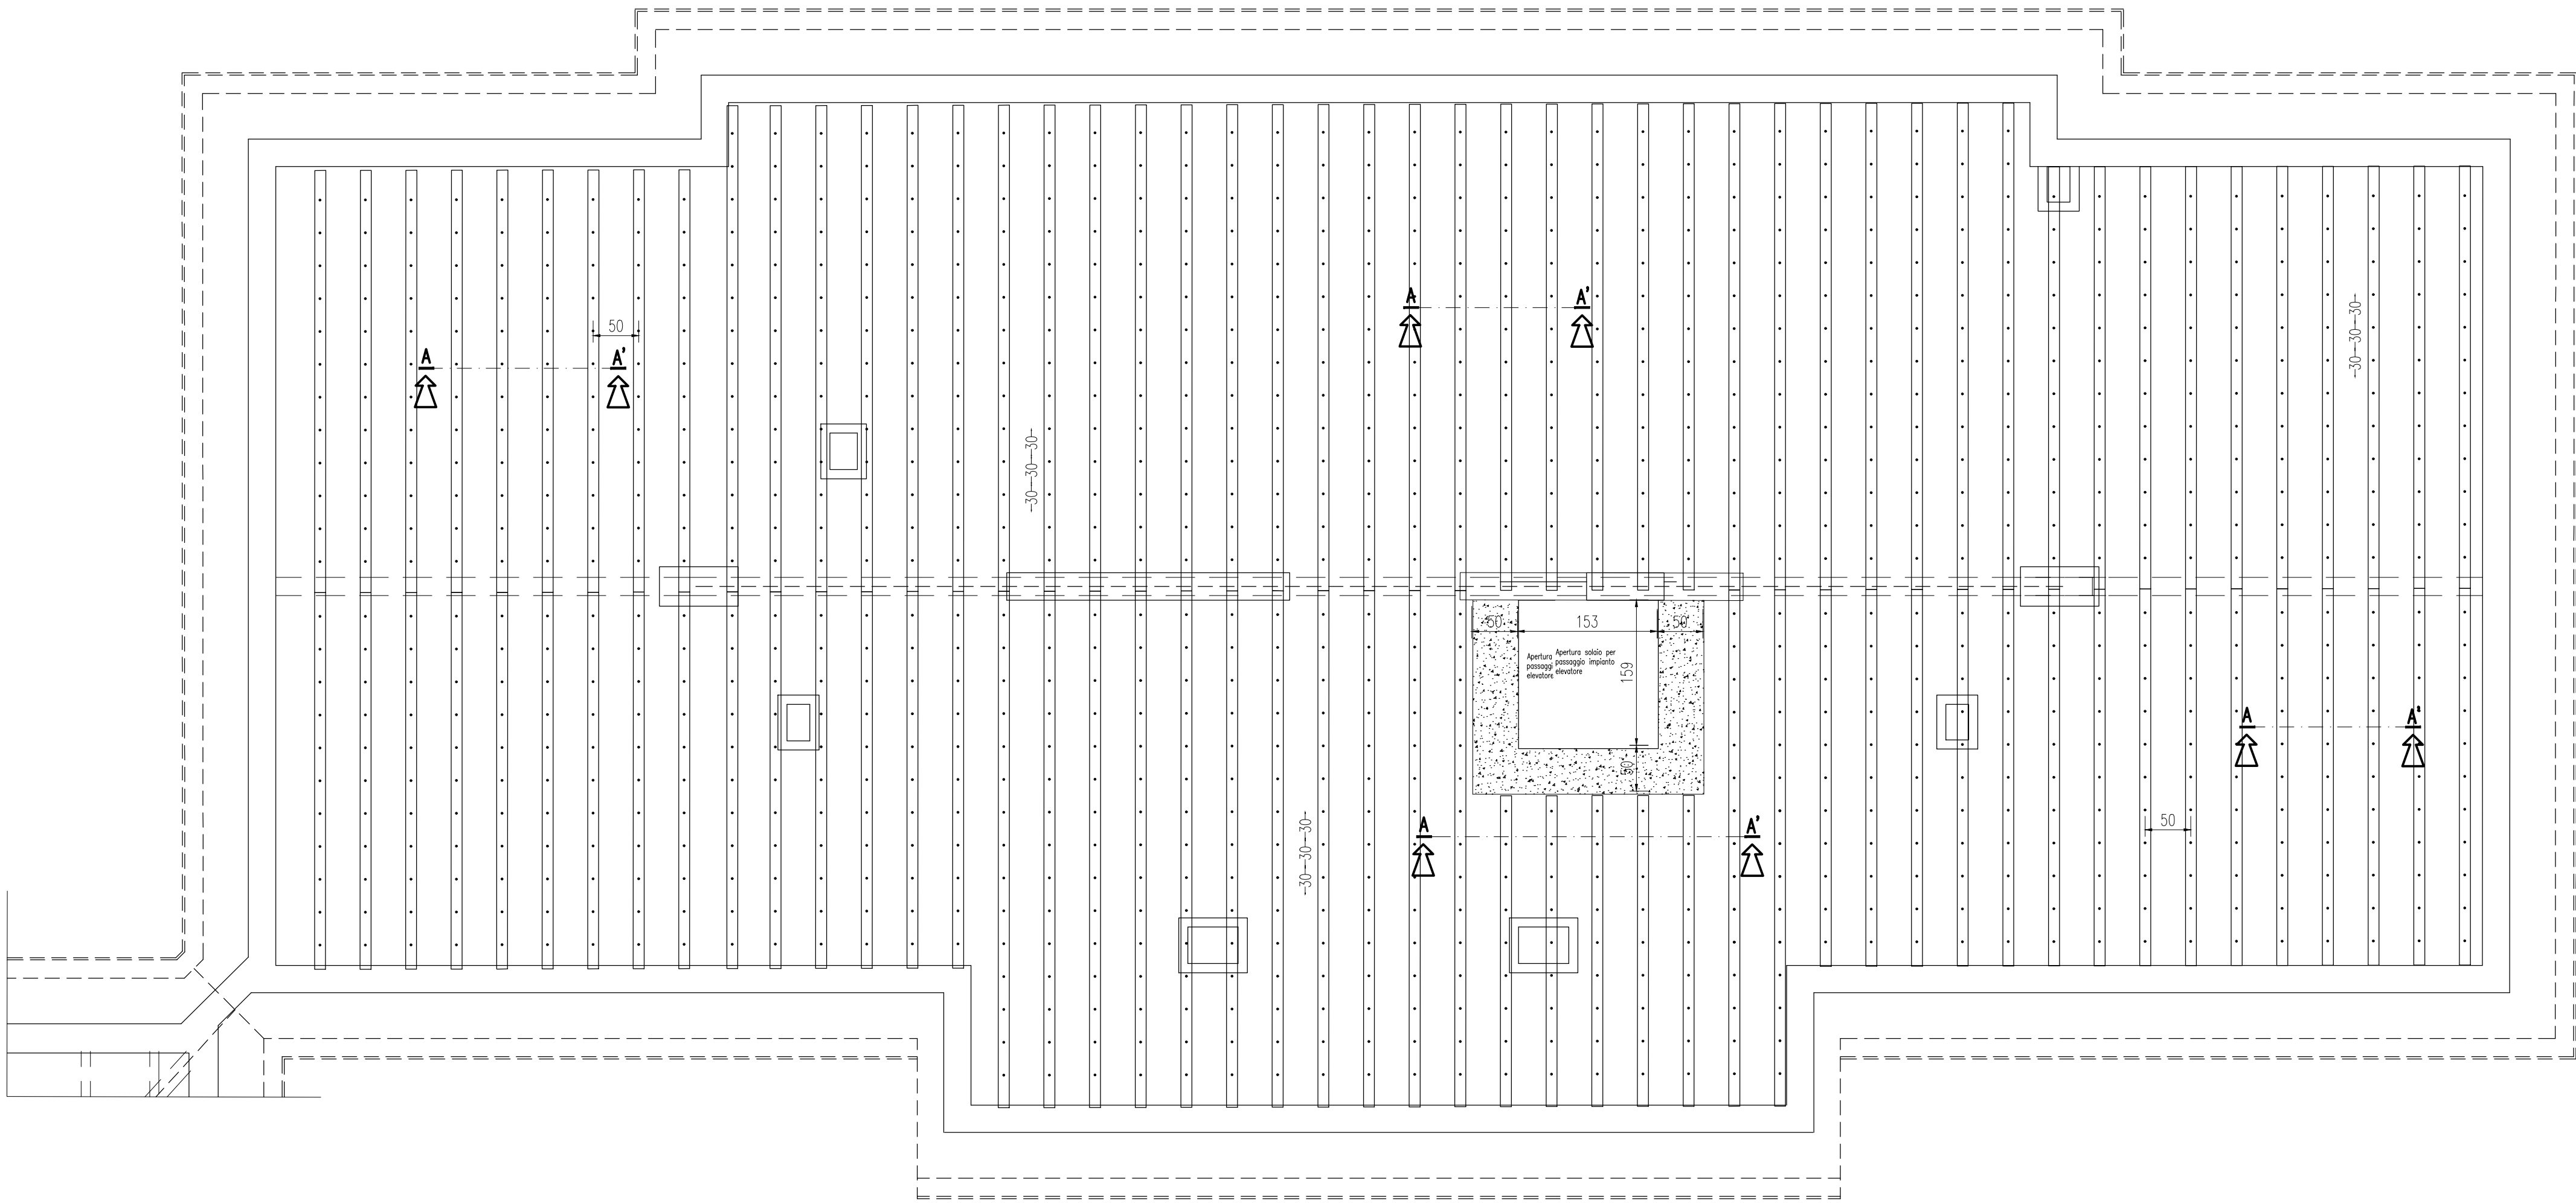 A A'
-30-30-30-
50
A A'
-30-30-30-
50 153 50
Apertura
passaggi
elevatore
Apertura solaio per
passaggio impianto
elevatore
159
A A'
50
50
A A'
-30-30-30-